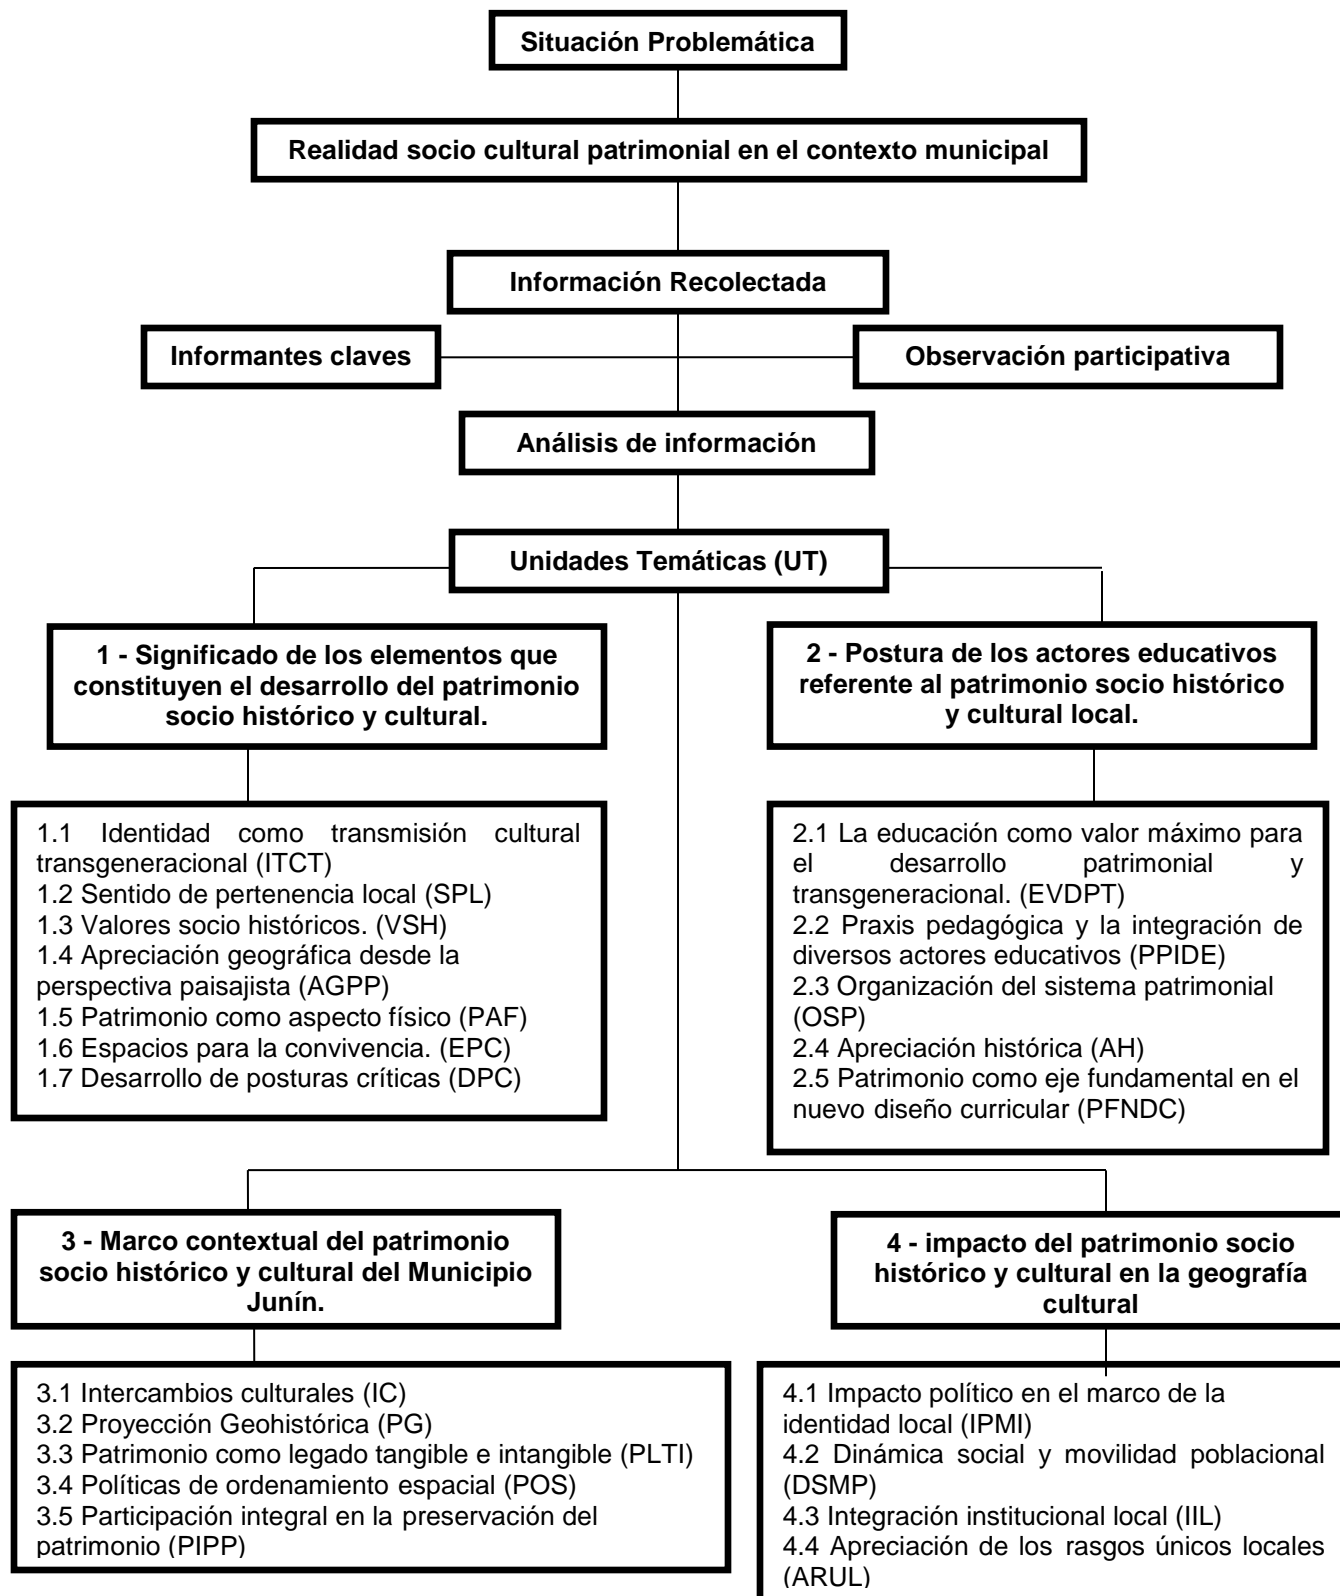 Situación Problemática
Realidad socio cultural patrimonial en el contexto municipal
Información Recolectada
Informantes claves
Observación participativa
Análisis de información
Unidades Temáticas (UT)
1 - Significado de los elementos que
constituyen el desarrollo del patrimonio
socio histórico y cultural.
2 - Postura de los actores educativos
referente al patrimonio socio histórico
y cultural local.
1.1 Identidad como transmisión cultural
transgeneracional (ITCT)
1.2 Sentido de pertenencia local (SPL)
1.3 Valores socio históricos. (VSH)
1.4 Apreciación geográfica desde la
perspectiva paisajista (AGPP)
1.5 Patrimonio como aspecto físico (PAF)
1.6 Espacios para la convivencia. (EPC)
1.7 Desarrollo de posturas críticas (DPC)
2.1 La educación como valor máximo para
el desarrollo patrimonial y
transgeneracional. (EVDPT)
2.2 Praxis pedagógica y la integración de
diversos actores educativos (PPIDE)
2.3 Organización del sistema patrimonial
(OSP)
2.4 Apreciación histórica (AH)
2.5 Patrimonio como eje fundamental en el
nuevo diseño curricular (PFNDC)
3 - Marco contextual del patrimonio
socio histórico y cultural del Municipio
Junín.
4 - impacto del patrimonio socio
histórico y cultural en la geografía
cultural
3.1 Intercambios culturales (IC)
3.2 Proyección Geohistórica (PG)
3.3 Patrimonio como legado tangible e intangible (PLTI)
3.4 Políticas de ordenamiento espacial (POS)
3.5 Participación integral en la preservación del
patrimonio (PIPP)
4.1 Impacto político en el marco de la
identidad local (IPMI)
4.2 Dinámica social y movilidad poblacional
(DSMP)
4.3 Integración institucional local (IIL)
4.4 Apreciación de los rasgos únicos locales
(ARUL)